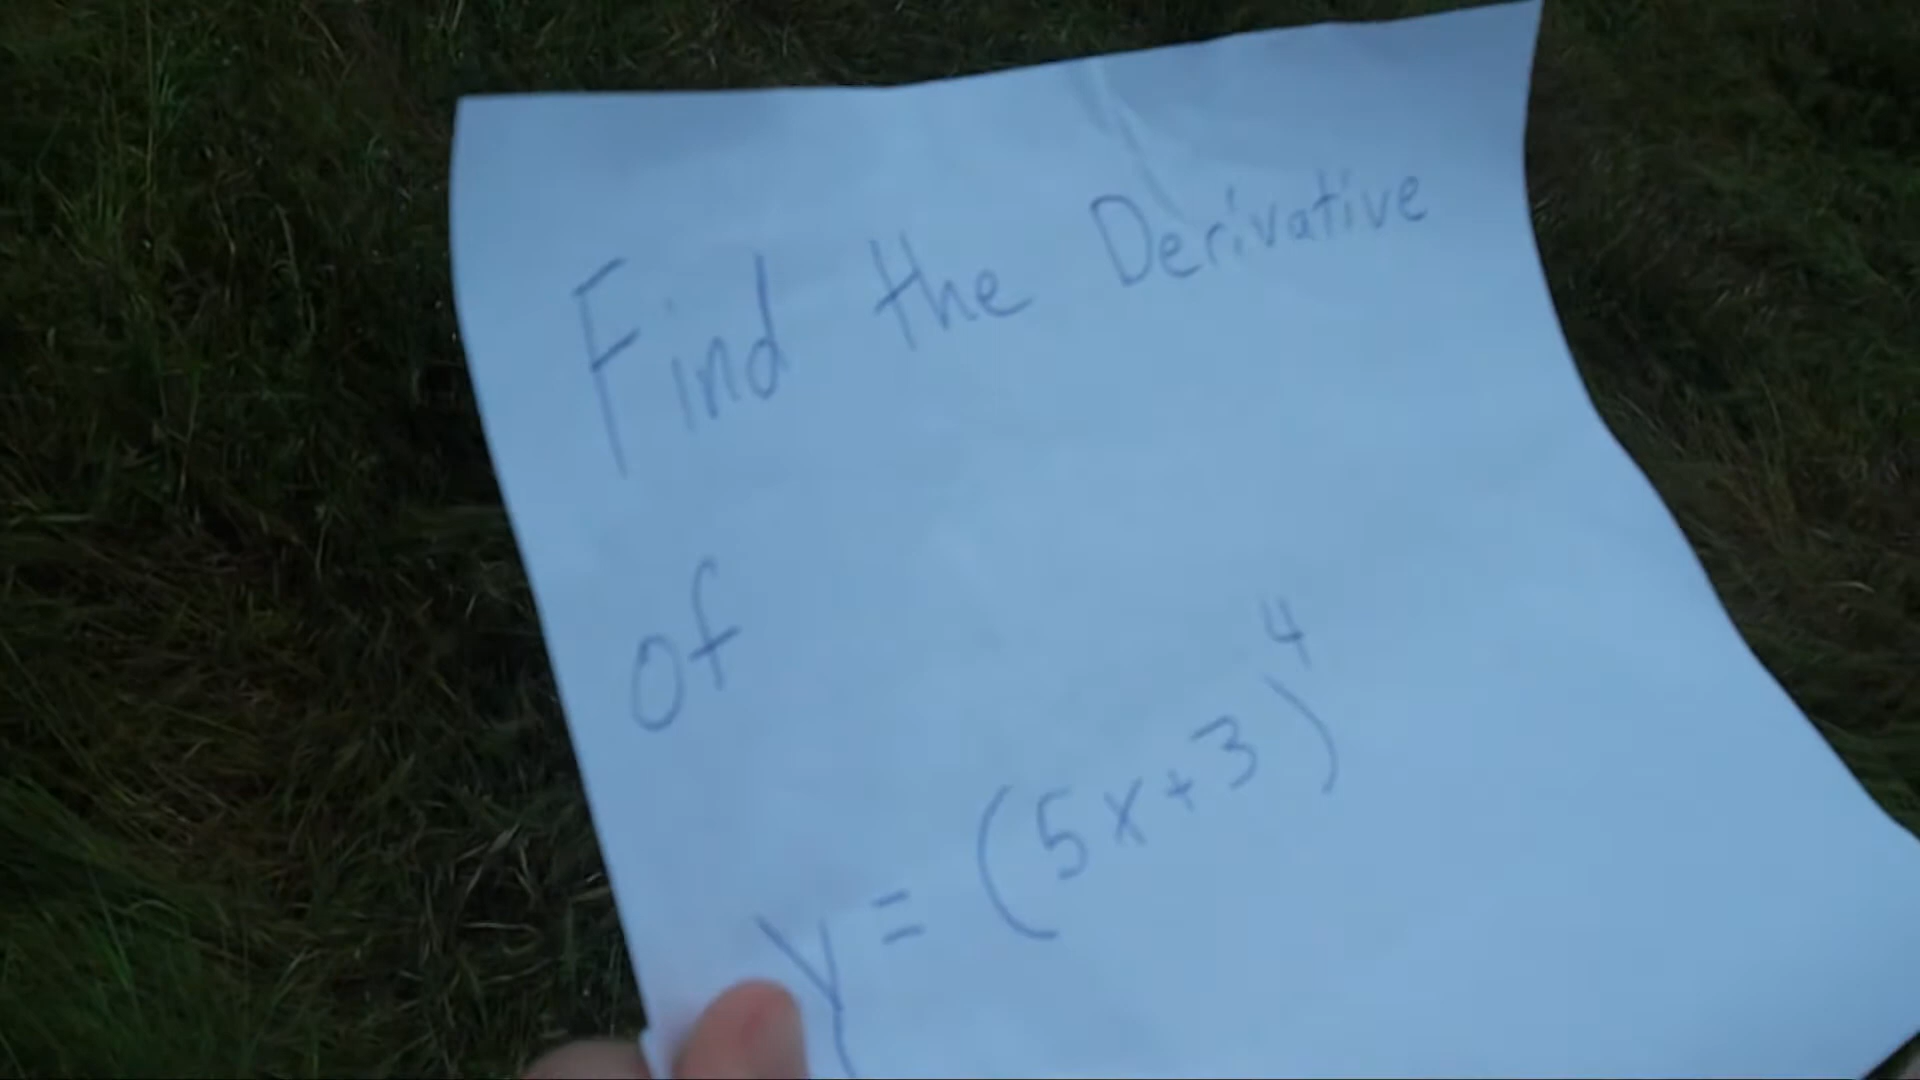 Find the Derivative
of
y = (5x+3)⁴